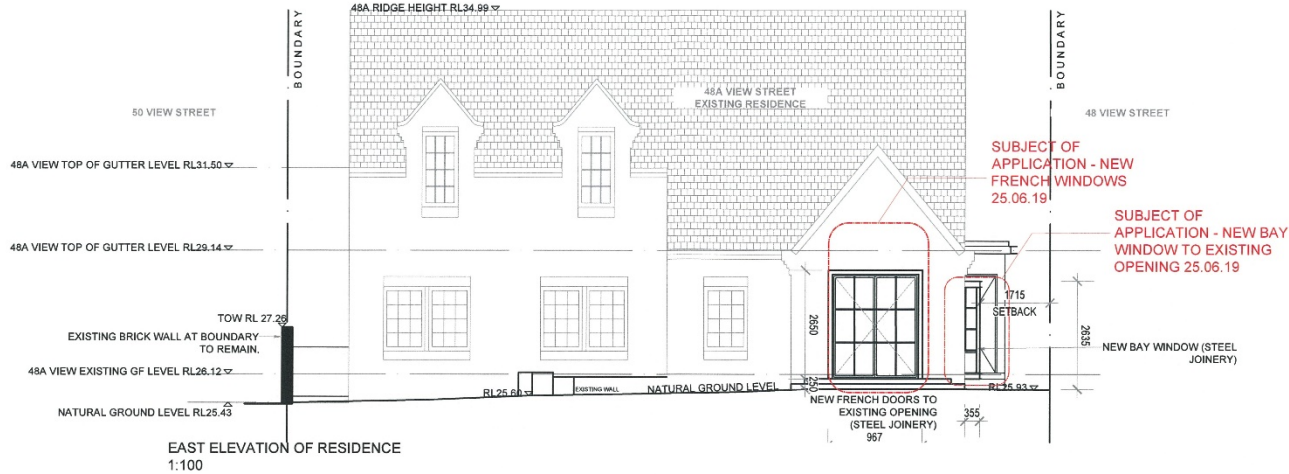 48A RIDGE HEIGHT RL34.99
BOUNDARY
BOUNDARY
50 VIEW STREET
48A VIEW STREET
EXISTING RESIDENCE
48 VIEW STREET
48A VIEW TOP OF GUTTER LEVEL RL31.50
SUBJECT OF
APPLICATION - NEW
FRENCH WINDOWS
25.06.19
SUBJECT OF
APPLICATION - NEW BAY
WINDOW TO EXISTING
OPENING 25.06.19
48A VIEW TOP OF GUTTER LEVEL RL29.14
1715
SETBACK
2650
2635
TOW RL 27.26
EXISTING BRICK WALL AT BOUNDARY
TO REMAIN.
NEW BAY WINDOW (STEEL
JOINERY)
48A VIEW EXISTING GF LEVEL RL26.12
250
EXISTING WALL
NATURAL GROUND LEVEL
RL25.60
RL25.93
NATURAL GROUND LEVEL RL25.43
NEW FRENCH DOORS TO
EXISTING OPENING
(STEEL JOINERY)
967
355
EAST ELEVATION OF RESIDENCE
1:100